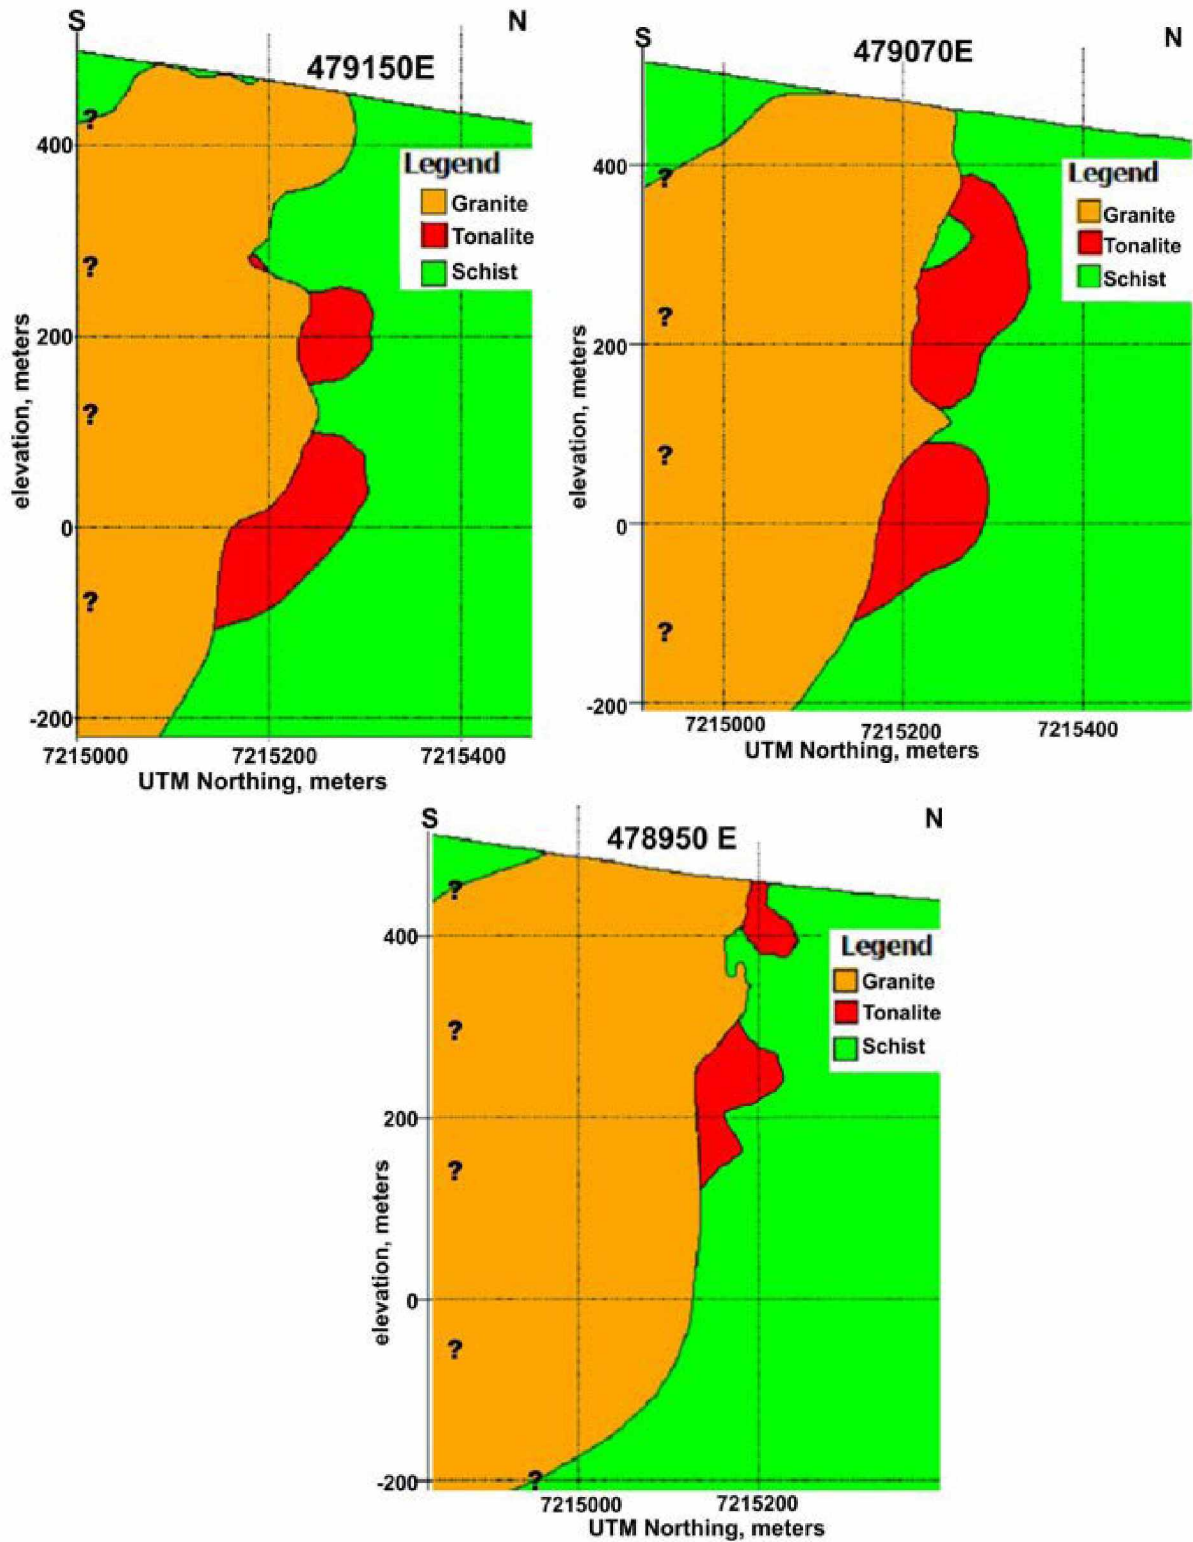 S N
479150E
?
400
Legend
Granite
Tonalite
Schist
?
200
?
0
?
-200
elevation, meters
7215000 7215200 7215400
UTM Northing, meters
S N
479070E
400
?
Legend
Granite
Tonalite
Schist
?
200
?
0
?
-200
elevation, meters
7215000 7215200 7215400
UTM Northing, meters
S N
478950 E
?
400
Legend
Granite
Tonalite
Schist
?
200
?
0
?
-200
?
elevation, meters
7215000 7215200
UTM Northing, meters